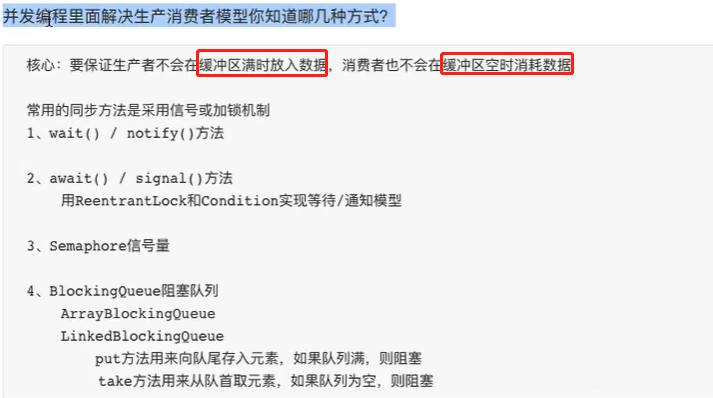 并发编程里面解决生产消费者模型你知道哪几种方式?
核心：要保证生产者不会在缓冲区满时放入数据，消费者也不会在缓冲区空时消耗数据
常用的同步方法是采用信号或加锁机制
1、wait() / notify()方法
2、await() / signal()方法
用ReentrantLock和Condition实现等待/通知模型
3、Semaphore信号量
4、BlockingQueue阻塞队列
ArrayBlockingQueue
LinkedBlockingQueue
put方法用来向队尾存入元素，如果队列满，则阻塞
take方法用来从队首取元素，如果队列为空，则阻塞